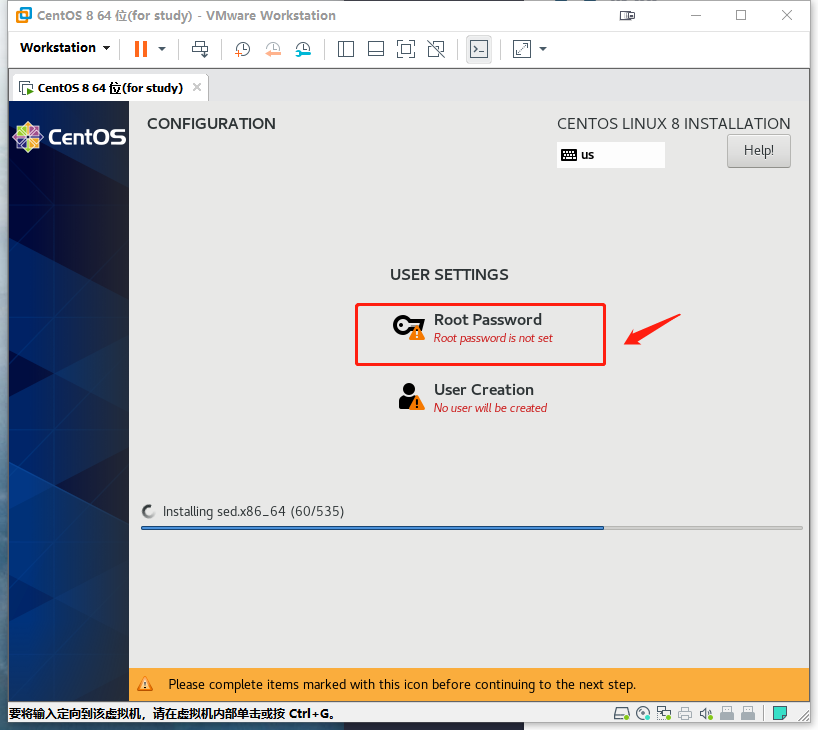 CentOS 8 64 位(for study) - VMware Workstation
Workstation
CentOS 8 64 位(for study)
CentOS
CONFIGURATION
CENTOS LINUX 8 INSTALLATION
us
Help!
USER SETTINGS
Root Password
Root password is not set
User Creation
No user will be created
Installing sed.x86_64 (60/535)
Please complete items marked with this icon before continuing to the next step.
要将输入定向到该虚拟机，请在虚拟机内部单击或按 Ctrl+G。